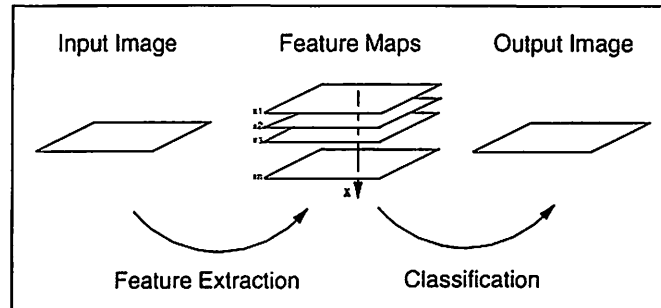 Input Image
Feature Maps
Output Image
x1
x2
x3
xn
X
Feature Extraction
Classification